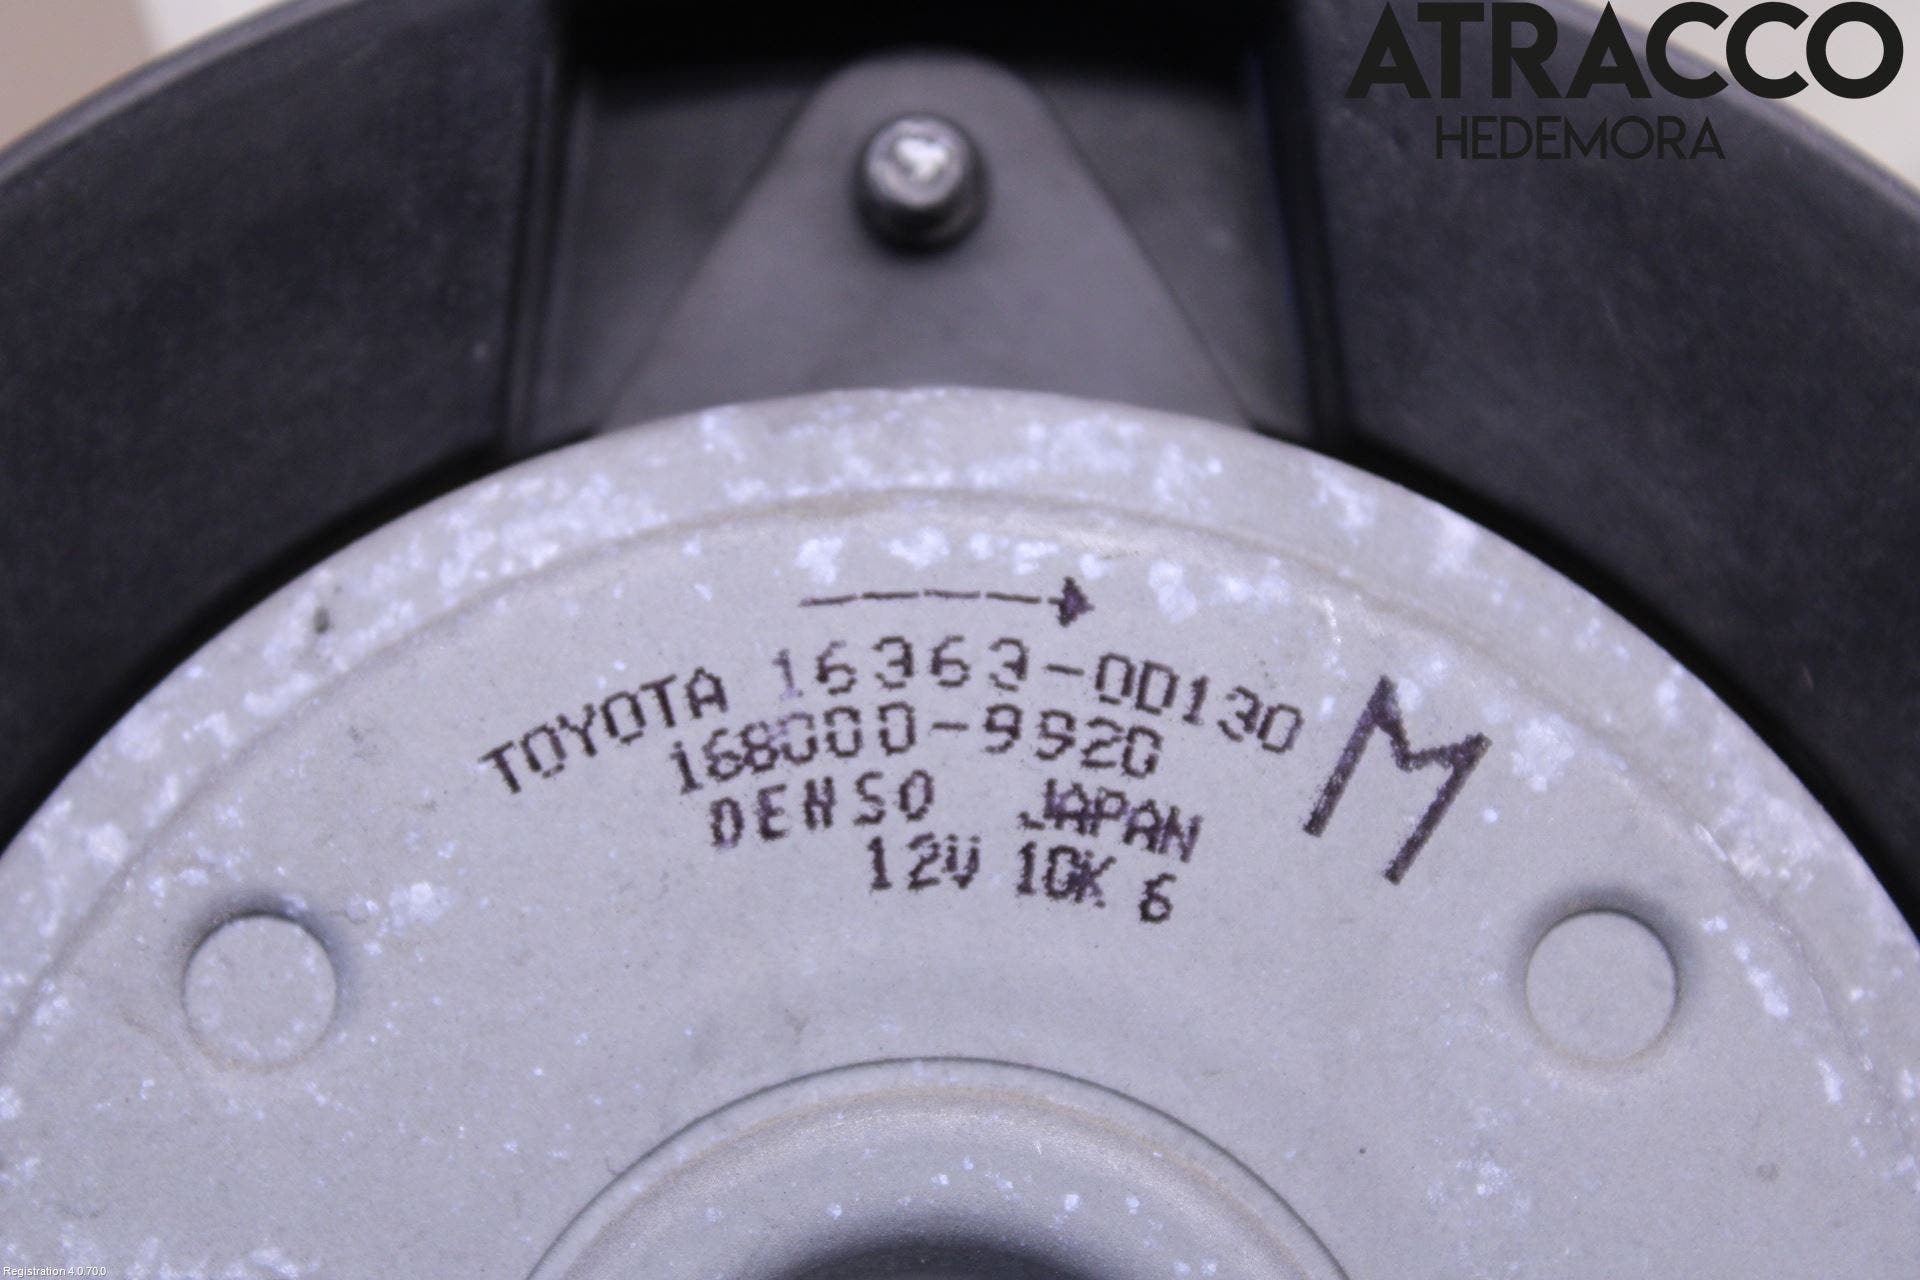 ATRACCO
HEDEMORA
TOYOTA 16363-0D130
168000-9920
DENSO JAPAN
12V 10K 6
M
Registration 4.0.70.0